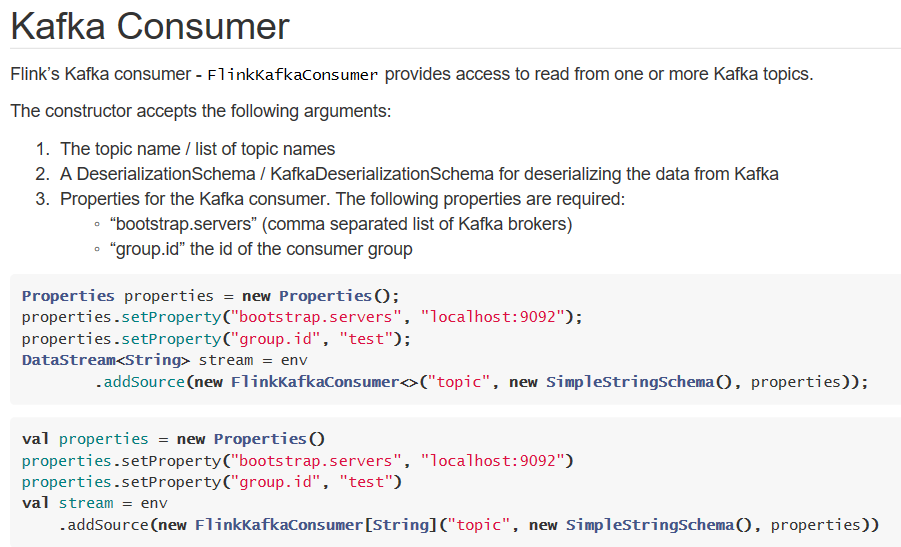 Kafka Consumer
Flink’s Kafka consumer - FlinkKafkaConsumer provides access to read from one or more Kafka topics.
The constructor accepts the following arguments:
1. The topic name / list of topic names
2. A DeserializationSchema / KafkaDeserializationSchema for deserializing the data from Kafka
3. Properties for the Kafka consumer. The following properties are required:
◦ “bootstrap.servers” (comma separated list of Kafka brokers)
◦ “group.id” the id of the consumer group
Properties properties = new Properties();
properties.setProperty("bootstrap.servers", "localhost:9092");
properties.setProperty("group.id", "test");
DataStream<String> stream = env
        .addSource(new FlinkKafkaConsumer<>("topic", new SimpleStringSchema(), properties));
val properties = new Properties()
properties.setProperty("bootstrap.servers", "localhost:9092")
properties.setProperty("group.id", "test")
val stream = env
    .addSource(new FlinkKafkaConsumer[String]("topic", new SimpleStringSchema(), properties))